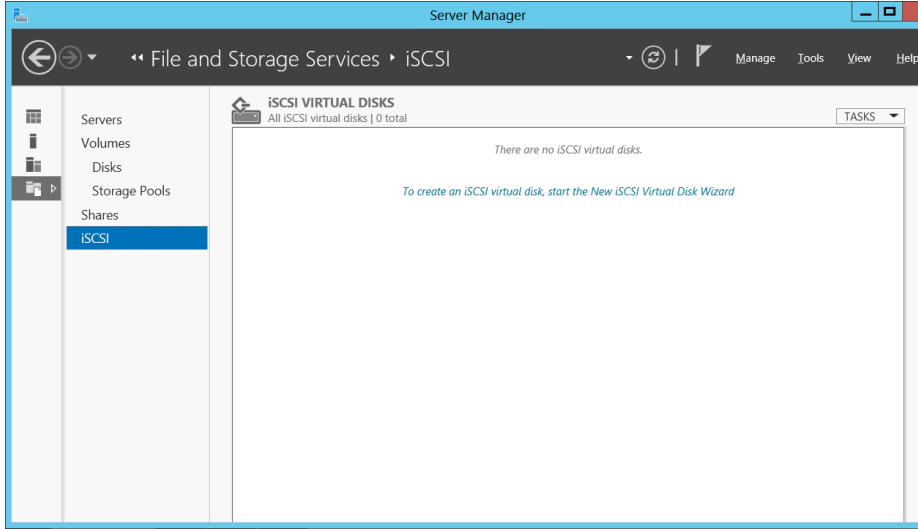 Server Manager
File and Storage Services
iSCSI
Manage
Tools
View
Help
Servers
Volumes
Disks
Storage Pools
Shares
iSCSI
iSCSI VIRTUAL DISKS
All iSCSI virtual disks | 0 total
TASKS
There are no iSCSI virtual disks.
To create an iSCSI virtual disk, start the New iSCSI Virtual Disk Wizard